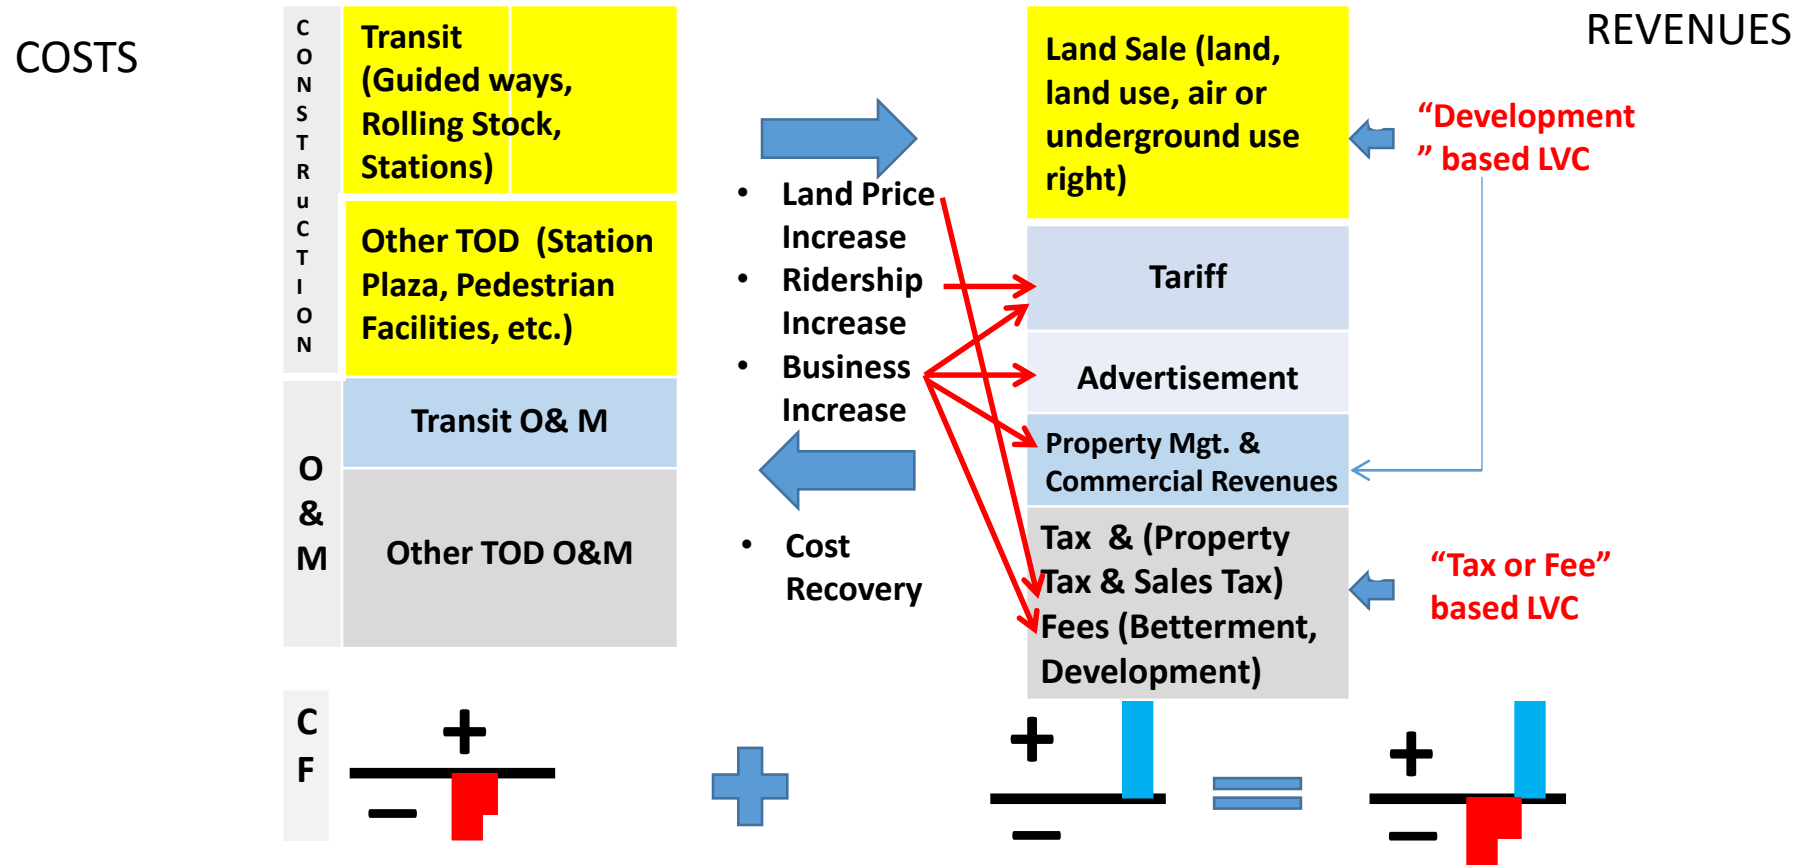 COSTS
REVENUES
C
O
N
S
T
R
u
C
T
I
O
N
Transit
(Guided ways,
Rolling Stock,
Stations)
Other TOD (Station
Plaza, Pedestrian
Facilities, etc.)
O
&
M
Transit O& M
Other TOD O&M
• Land Price
Increase
• Ridership
Increase
• Business
Increase
• Cost
Recovery
Land Sale (land,
land use, air or
underground use
right)
Tariff
Advertisement
Property Mgt. &
Commercial Revenues
Tax & (Property
Tax & Sales Tax)
Fees (Betterment,
Development)
“Development
” based LVC
“Tax or Fee”
based LVC
C
F
+
−
+
−
+
−